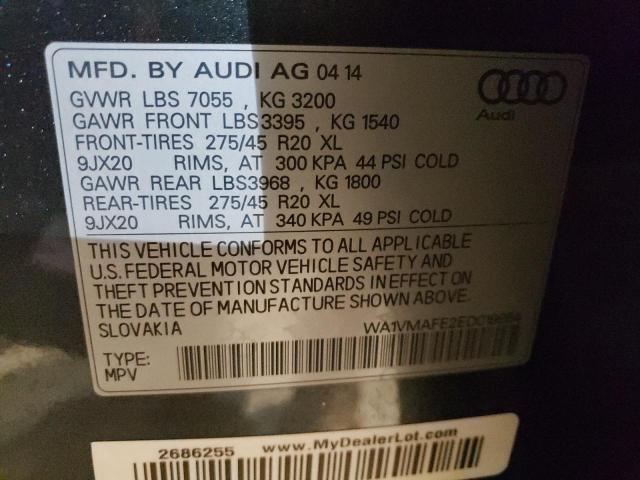 MFD. BY AUDI AG 04 14
GVWR LBS 7055 , KG 3200
GAWR FRONT LBS3395 , KG 1540
FRONT-TIRES 275/45 R20 XL
9JX20 RIMS, AT 300 KPA 44 PSI COLD
GAWR REAR LBS3968 , KG 1800
REAR-TIRES 275/45 R20 XL
9JX20 RIMS, AT 340 KPA 49 PSI COLD
Audi
THIS VEHICLE CONFORMS TO ALL APPLICABLE
U.S. FEDERAL MOTOR VEHICLE SAFETY AND
THEFT PREVENTION STANDARDS IN EFFECT ON
THE DATE OF MANUFACTURE SHOWN ABOVE.
SLOVAKIA
TYPE:
MPV
2686255 www.MyDealerLot.com